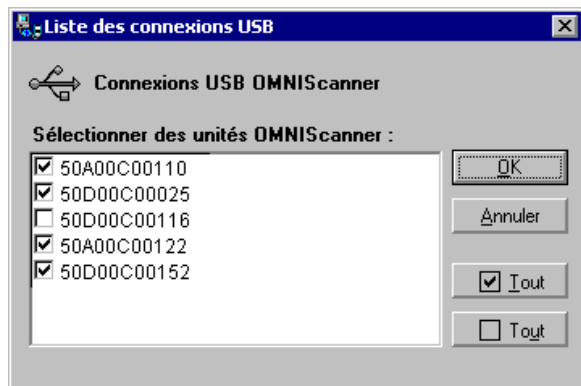 Liste des connexions USB
Connexions USB OMNIScanner
Sélectionner des unités OMNIScanner :
50A00C00110
50D00C00025
50D00C00116
50A00C00122
50D00C00152
OK
Annuler
Tout
Tout